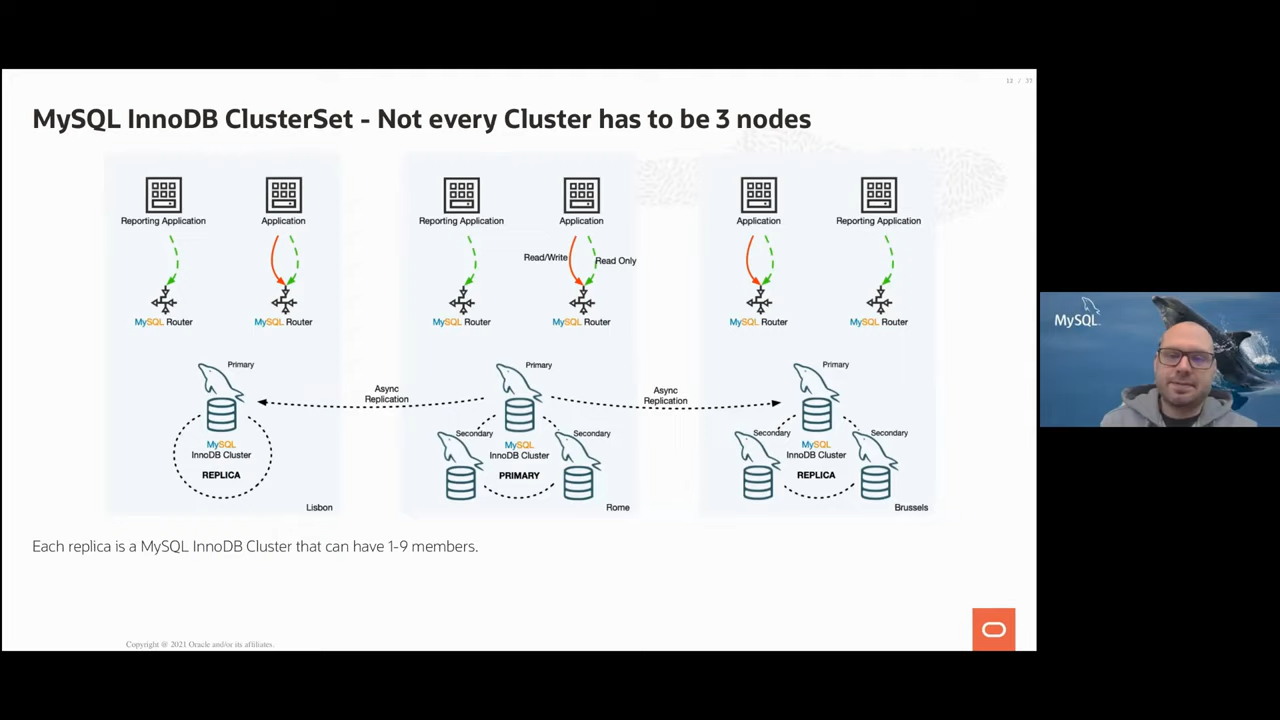 12 / 37
MySQL InnoDB ClusterSet - Not every Cluster has to be 3 nodes
Reporting Application
Application
Reporting Application
Application
Application
Reporting Application
Read/Write
Read Only
MySQL Router
MySQL Router
MySQL Router
MySQL Router
MySQL Router
MySQL Router
Primary
Primary
Primary
Async
Replication
Async
Replication
MySQL
InnoDB Cluster
REPLICA
Secondary
Secondary
MySQL
InnoDB Cluster
PRIMARY
Secondary
Secondary
MySQL
InnoDB Cluster
REPLICA
Lisbon
Rome
Brussels
Each replica is a MySQL InnoDB Cluster that can have 1-9 members.
Copyright @ 2021 Oracle and/or its affiliates.
MySQL